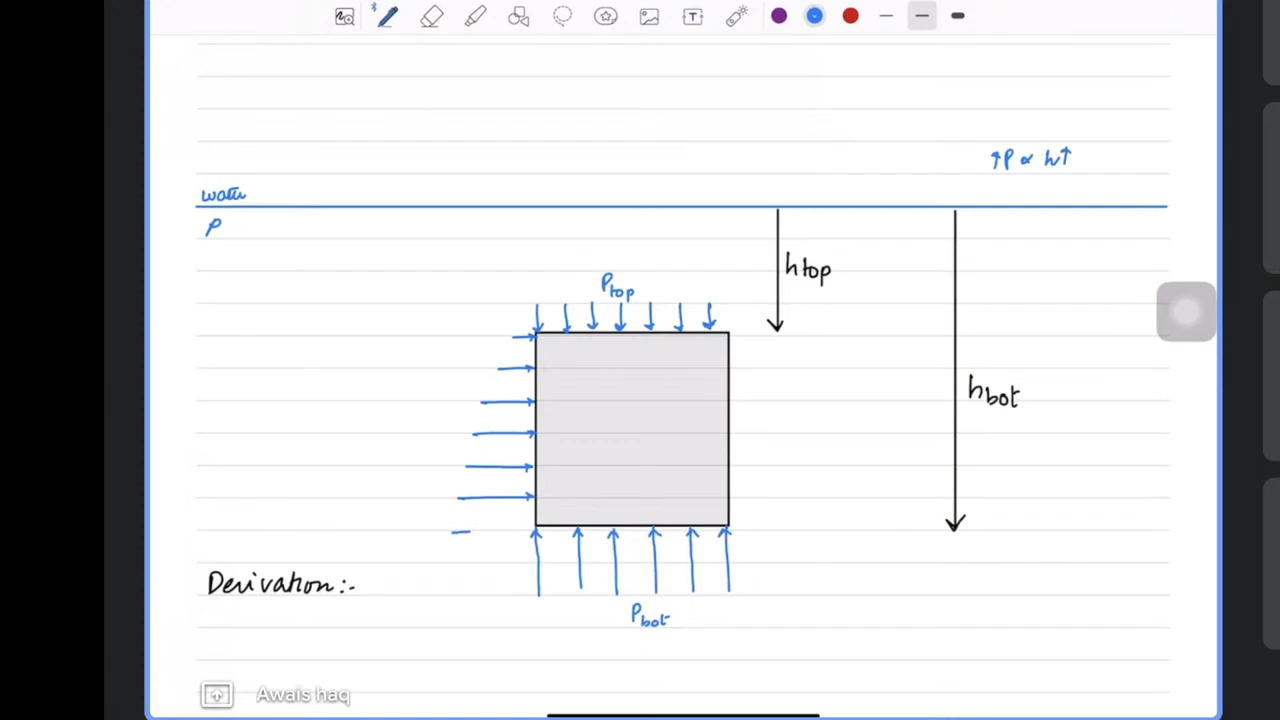 ↑P ∝ h↑
water
ρ
Ptop
htop
hbot
Derivation:-
Pbot
Awais haq